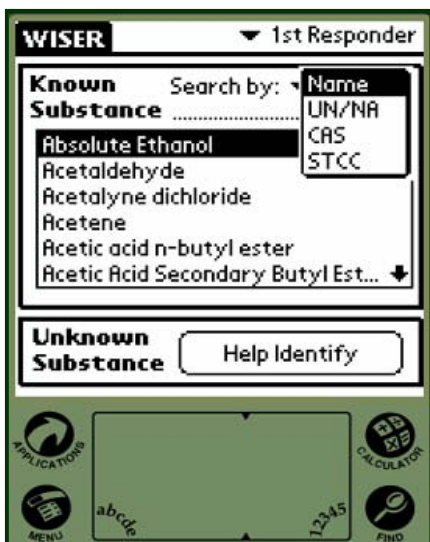 WISER 1st Responder
Known Search by: Name
Substance UN/NA
CAS
STCC
Absolute Ethanol
Acetaldehyde
Acetalyne dichloride
Acetene
Acetic acid n-butyl ester
Acetic Acid Secondary Butyl Est...
Unknown
Substance
Help Identify
APPLICATIONS
CALCULATOR
MENU
abcde
12345
FIND